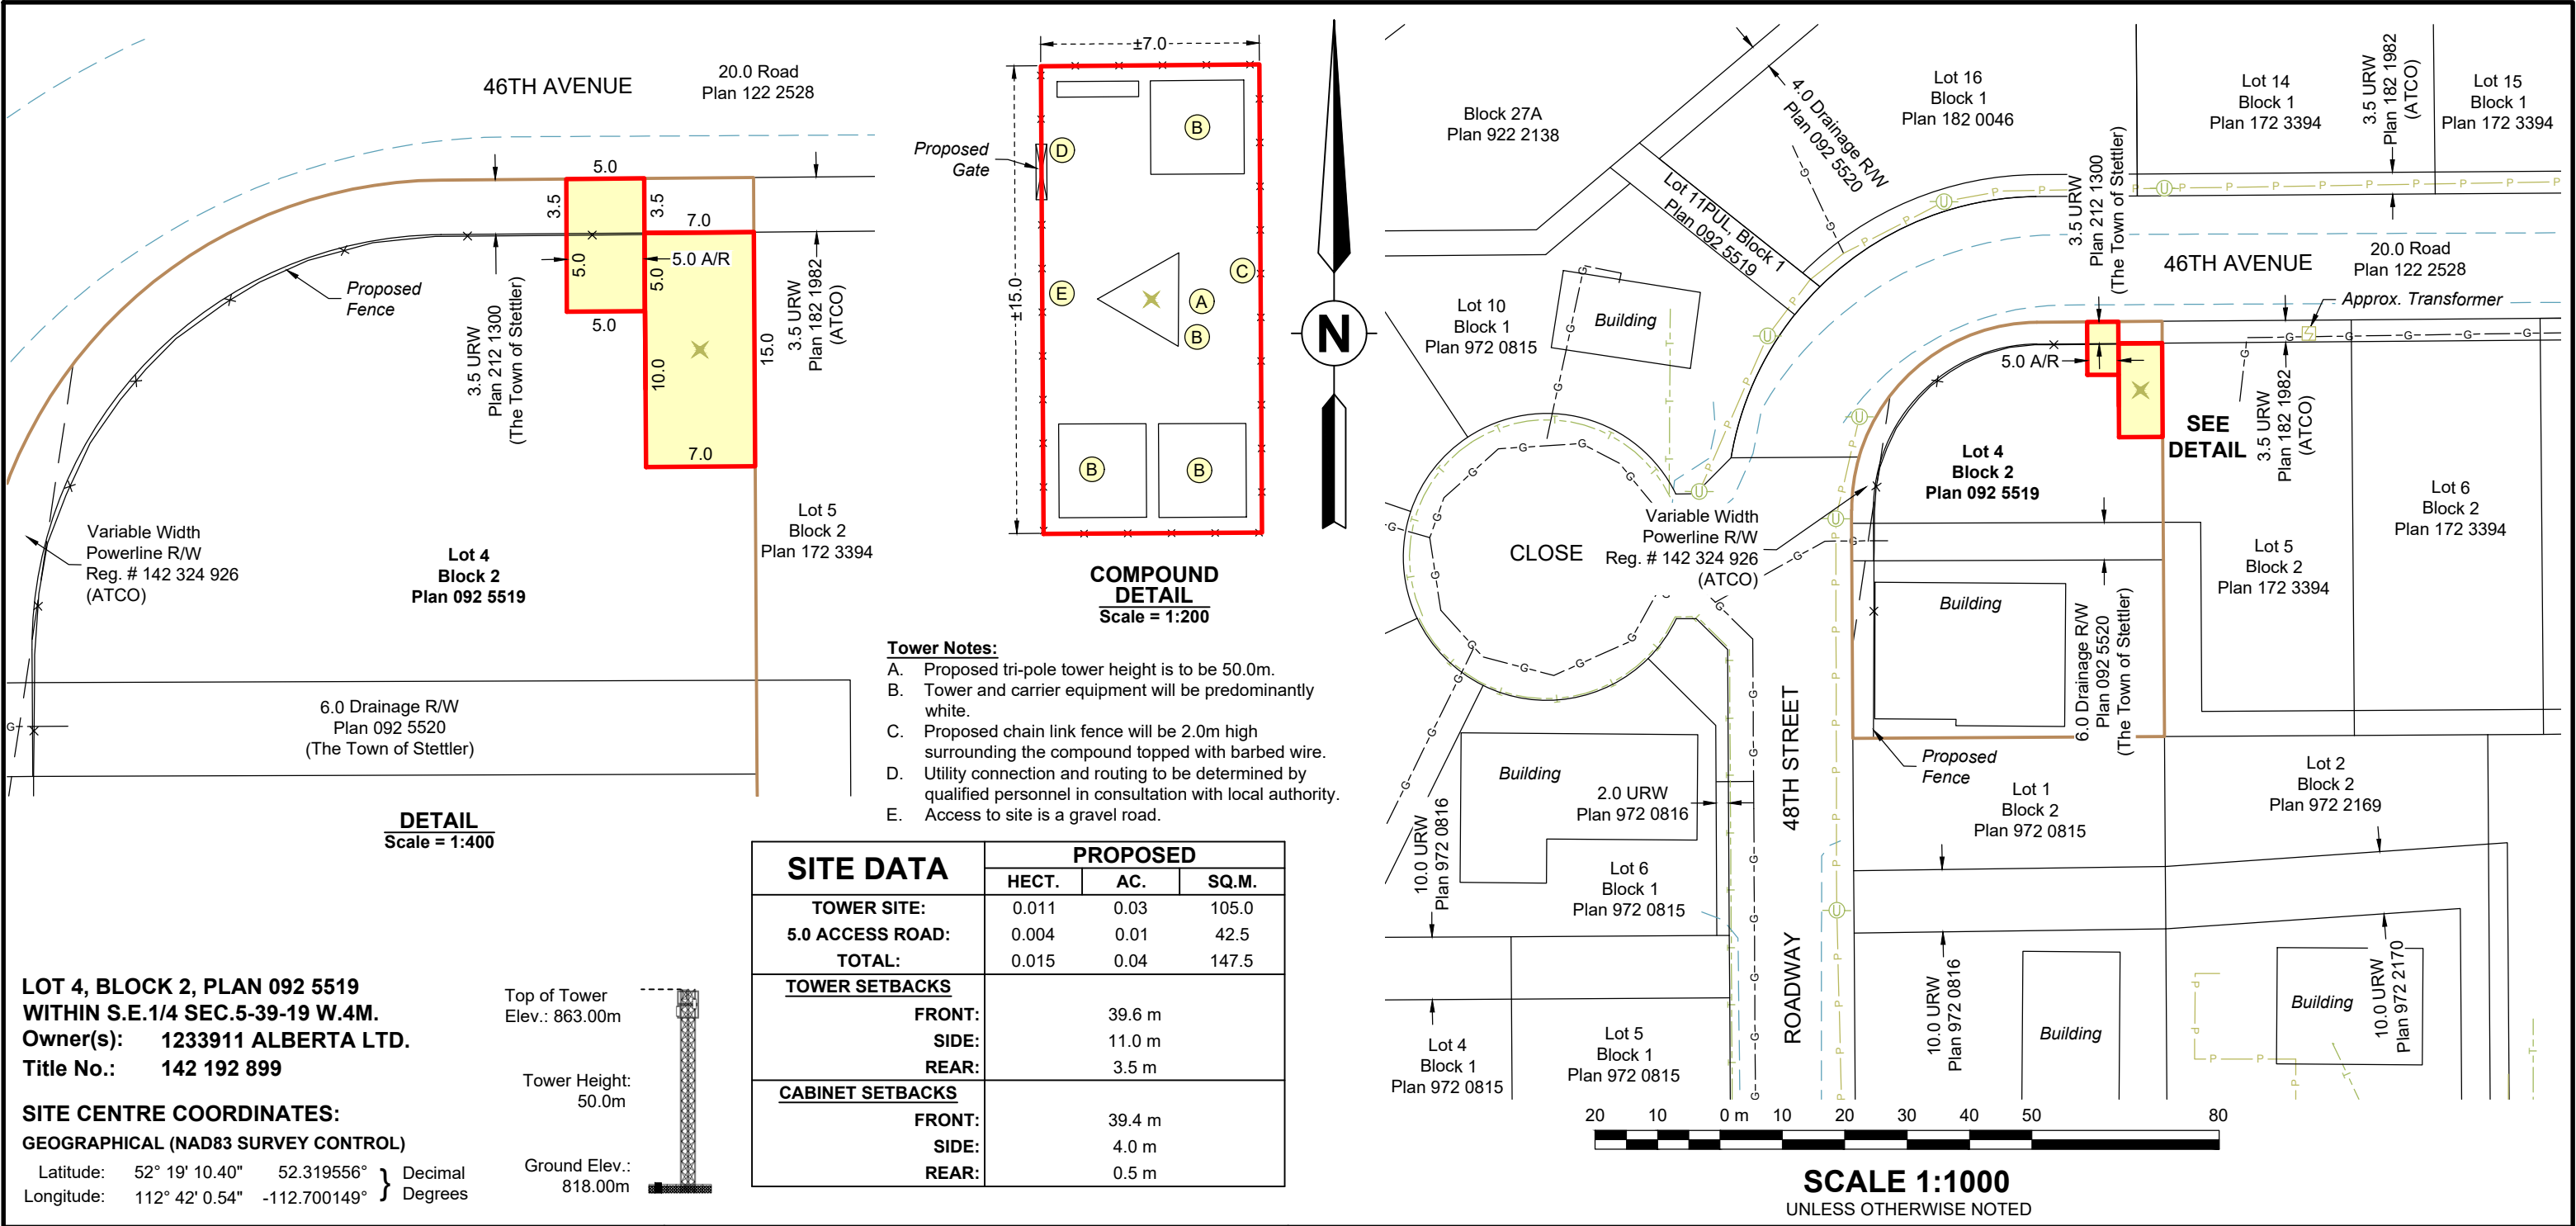 46TH AVENUE
20.0 Road
Plan 122 2528
5.0
3.5
3.5
7.0
5.0
5.0
5.0 A/R
5.0
10.0
15.0
7.0
Proposed
Fence
3.5 URW
Plan 212 1300
(The Town of Stettler)
3.5 URW
Plan 182 1982
(ATCO)
Variable Width
Powerline R/W
Reg. # 142 324 926
(ATCO)
Lot 4
Block 2
Plan 092 5519
Lot 5
Block 2
Plan 172 3394
G
6.0 Drainage R/W
Plan 092 5520
(The Town of Stettler)
DETAIL
Scale = 1:400
±7.0
±15.0
Proposed
Gate
B
D
C
E
A
B
B
B
COMPOUND
DETAIL
Scale = 1:200
N
Tower Notes:
A. Proposed tri-pole tower height is to be 50.0m.
B. Tower and carrier equipment will be predominantly
white.
C. Proposed chain link fence will be 2.0m high
surrounding the compound topped with barbed wire.
D. Utility connection and routing to be determined by
qualified personnel in consultation with local authority.
E. Access to site is a gravel road.
SITE DATA
PROPOSED
HECT. AC. SQ.M.
TOWER SITE: 0.011 0.03 105.0
5.0 ACCESS ROAD: 0.004 0.01 42.5
TOTAL: 0.015 0.04 147.5
TOWER SETBACKS
FRONT: 39.6 m
SIDE: 11.0 m
REAR: 3.5 m
CABINET SETBACKS
FRONT: 39.4 m
SIDE: 4.0 m
REAR: 0.5 m
LOT 4, BLOCK 2, PLAN 092 5519
WITHIN S.E.1/4 SEC.5-39-19 W.4M.
Owner(s): 1233911 ALBERTA LTD.
Title No.: 142 192 899
SITE CENTRE COORDINATES:
GEOGRAPHICAL (NAD83 SURVEY CONTROL)
Latitude: 52° 19' 10.40" 52.319556° } Decimal
Longitude: 112° 42' 0.54" -112.700149° Degrees
Top of Tower
Elev.: 863.00m
Tower Height:
50.0m
Ground Elev.:
818.00m
Block 27A
Plan 922 2138
4.0 Drainage R/W
Plan 092 5520
Lot 16
Block 1
Plan 182 0046
Lot 14
Block 1
Plan 172 3394
3.5 URW
Plan 182 1982
(ATCO)
Lot 15
Block 1
Plan 172 3394
Lot 11PUL, Block 1
Plan 092 5519
3.5 URW
Plan 212 1300
(The Town of Stettler)
46TH AVENUE
20.0 Road
Plan 122 2528
Approx. Transformer
Lot 10
Block 1
Plan 972 0815
Building
5.0 A/R
SEE
DETAIL
3.5 URW
Plan 182 1982
(ATCO)
Lot 4
Block 2
Plan 092 5519
Lot 6
Block 2
Plan 172 3394
Variable Width
Powerline R/W
Reg. # 142 324 926
(ATCO)
CLOSE
Lot 5
Block 2
Plan 172 3394
Building
6.0 Drainage R/W
Plan 092 5520
(The Town of Stettler)
Proposed
Fence
Building
2.0 URW
Plan 972 0816
48TH STREET
ROADWAY
Lot 1
Block 2
Plan 972 0815
Lot 2
Block 2
Plan 972 2169
10.0 URW
Plan 972 0816
Lot 6
Block 1
Plan 972 0815
Lot 4
Block 1
Plan 972 0815
Lot 5
Block 1
Plan 972 0815
10.0 URW
Plan 972 0816
Building
Building
10.0 URW
Plan 972 2170
20 10 0 m 10 20 30 40 50 80
SCALE 1:1000
UNLESS OTHERWISE NOTED